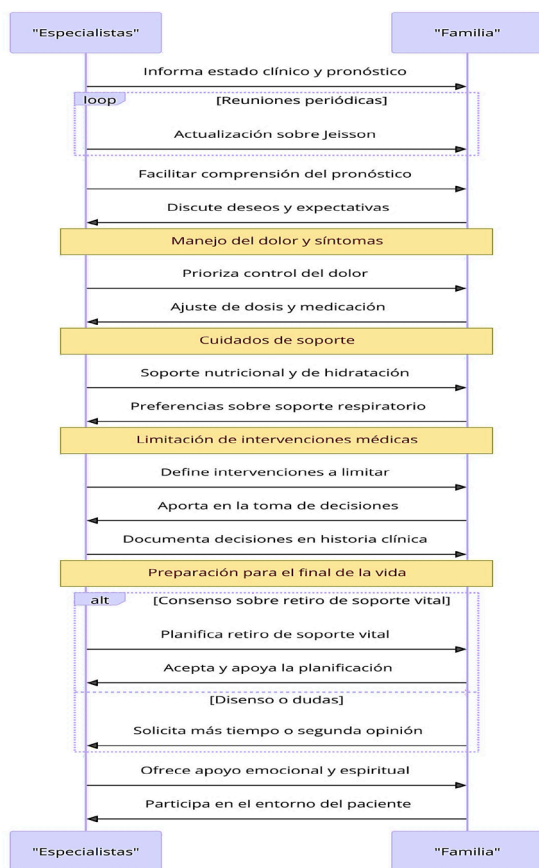 "Especialistas"
"Familia"
Informa estado clínico y pronóstico
loop
[Reuniones periódicas]
Actualización sobre Jeisson
Facilitar comprensión del pronóstico
Discute deseos y expectativas
Manejo del dolor y síntomas
Prioriza control del dolor
Ajuste de dosis y medicación
Cuidados de soporte
Soporte nutricional y de hidratación
Preferencias sobre soporte respiratorio
Limitación de intervenciones médicas
Define intervenciones a limitar
Aporta en la toma de decisiones
Documenta decisiones en historia clínica
Preparación para el final de la vida
alt
[Consenso sobre retiro de soporte vital]
Planifica retiro de soporte vital
Acepta y apoya la planificación
[Disenso o dudas]
Solicita más tiempo o segunda opinión
Ofrece apoyo emocional y espiritual
Participa en el entorno del paciente
"Especialistas"
"Familia"